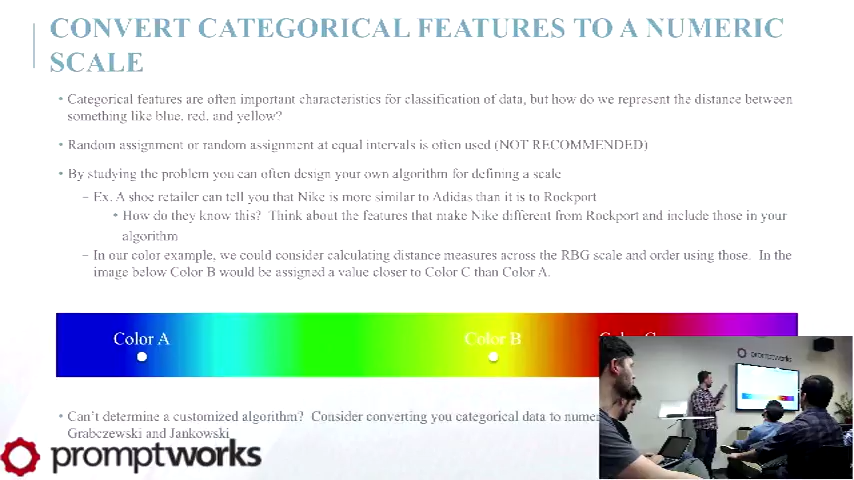 CONVERT CATEGORICAL FEATURES TO A NUMERIC
SCALE
• Categorical features are often important characteristics for classification of data, but how do we represent the distance between
something like blue, red, and yellow?
• Random assignment or random assignment at equal intervals is often used (NOT RECOMMENDED)
• By studying the problem you can often design your own algorithm for defining a scale
– Ex. A shoe retailer can tell you that Nike is more similar to Adidas than it is to Rockport
• How do they know this? Think about the features that make Nike different from Rockport and include those in your
algorithm
– In our color example, we could consider calculating distance measures across the RBG scale and order using those. In the
image below Color B would be assigned a value closer to Color C than Color A.
Color A
Color B
Color C
promptworks
• Can't determine a customized algorithm? Consider converting you categorical data to
Grabczewski and Jankowski
promptworks